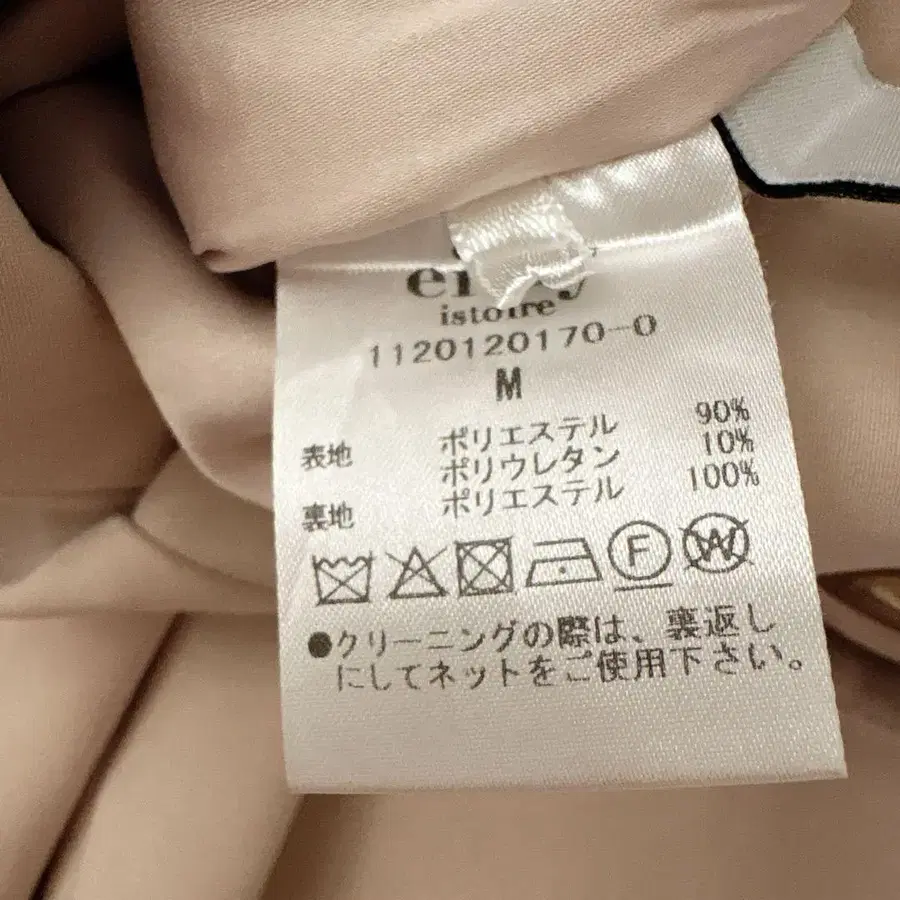 istoire
1120120170-0
M
表地 ポリエステル 90%
ポリウレタン 10%
裏地 ポリエステル 100%
F W
●クリーニングの際は、裏返し
にしてネットをご使用下さい。